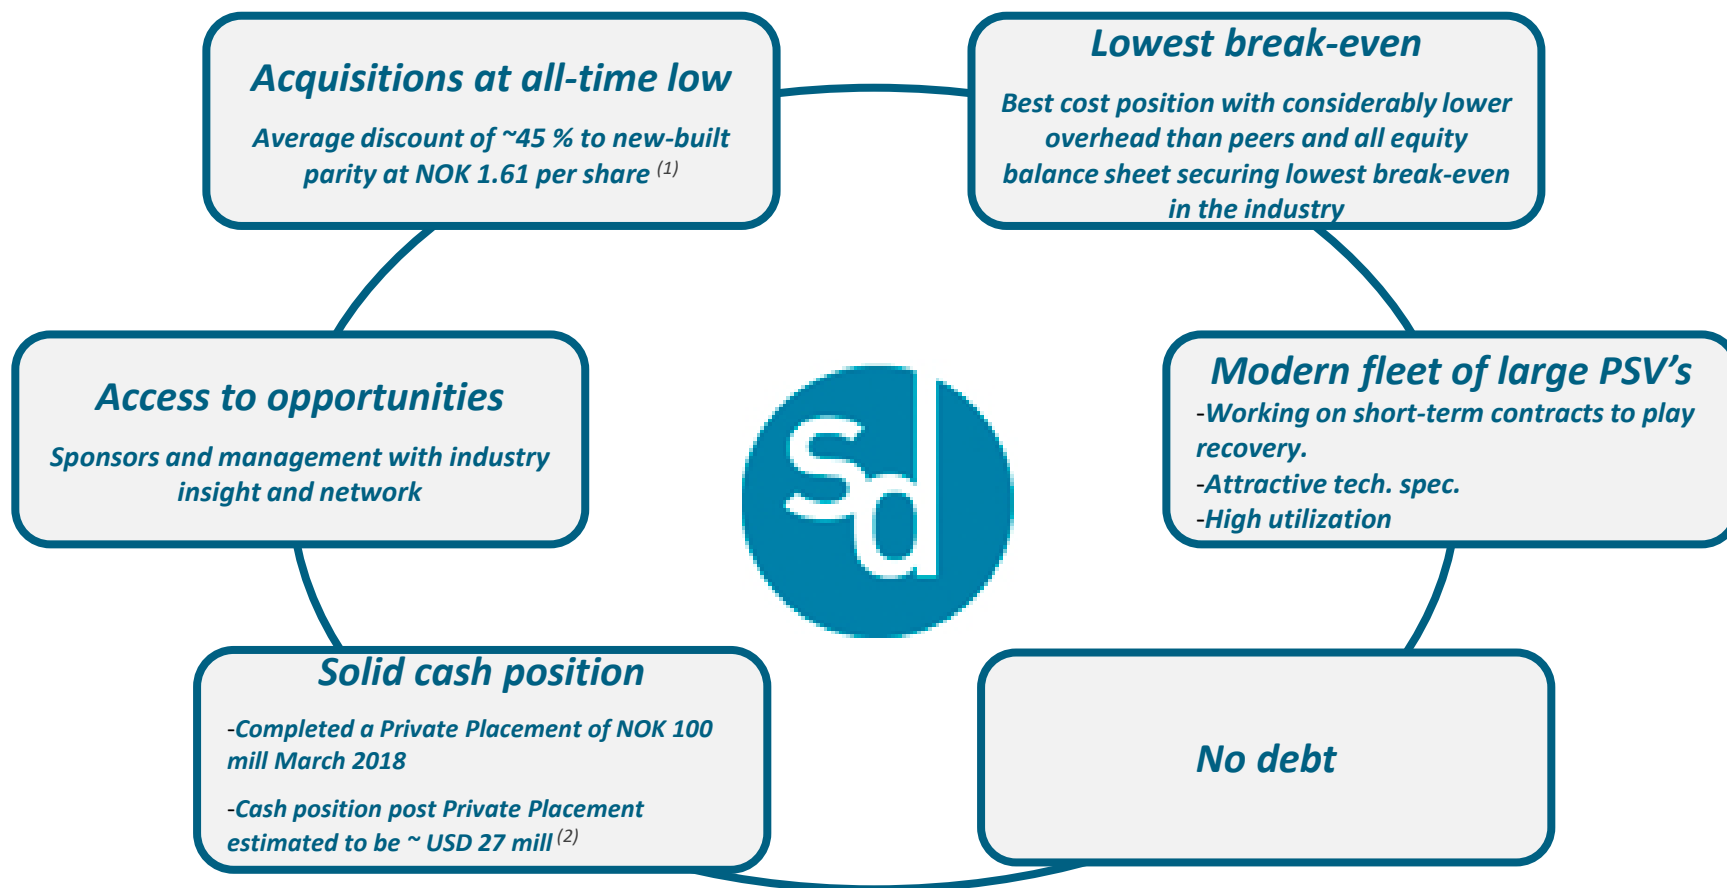 Acquisitions at all-time low
Average discount of ~45 % to new-built
parity at NOK 1.61 per share (1)
Lowest break-even
Best cost position with considerably lower
overhead than peers and all equity
balance sheet securing lowest break-even
in the industry
Access to opportunities
Sponsors and management with industry
insight and network
sd
Modern fleet of large PSV’s
-Working on short-term contracts to play
recovery.
-Attractive tech. spec.
-High utilization
Solid cash position
-Completed a Private Placement of NOK 100
mill March 2018
-Cash position post Private Placement
estimated to be ~ USD 27 mill (2)
No debt